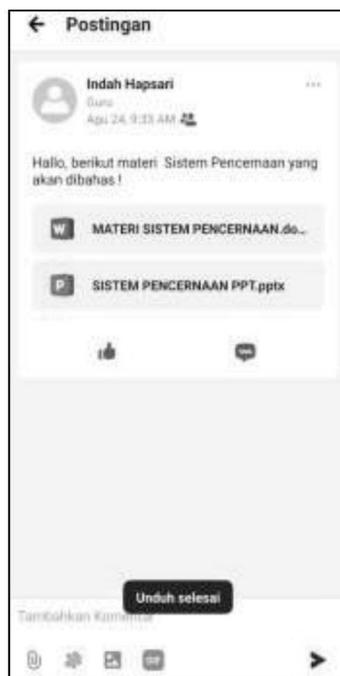 Postingan
Indah Hapsari
Guru
Agu 24, 9:33 AM
Hallo, berikut materi Sistem Pencernaan yang
akan dibahas !
W
MATERI SISTEM PENCERNAAN.do...
P
SISTEM PENCERNAAN PPT.pptx
Unduh selesai
Tambahkan Komentar
GIF